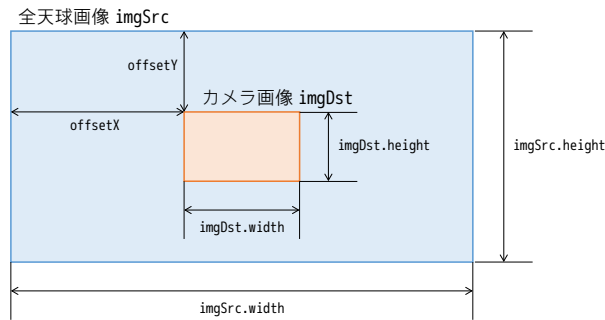 全天球画像 imgSrc
offsetY
カメラ画像 imgDst
offsetX
imgDst.height
imgSrc.height
imgDst.width
imgSrc.width